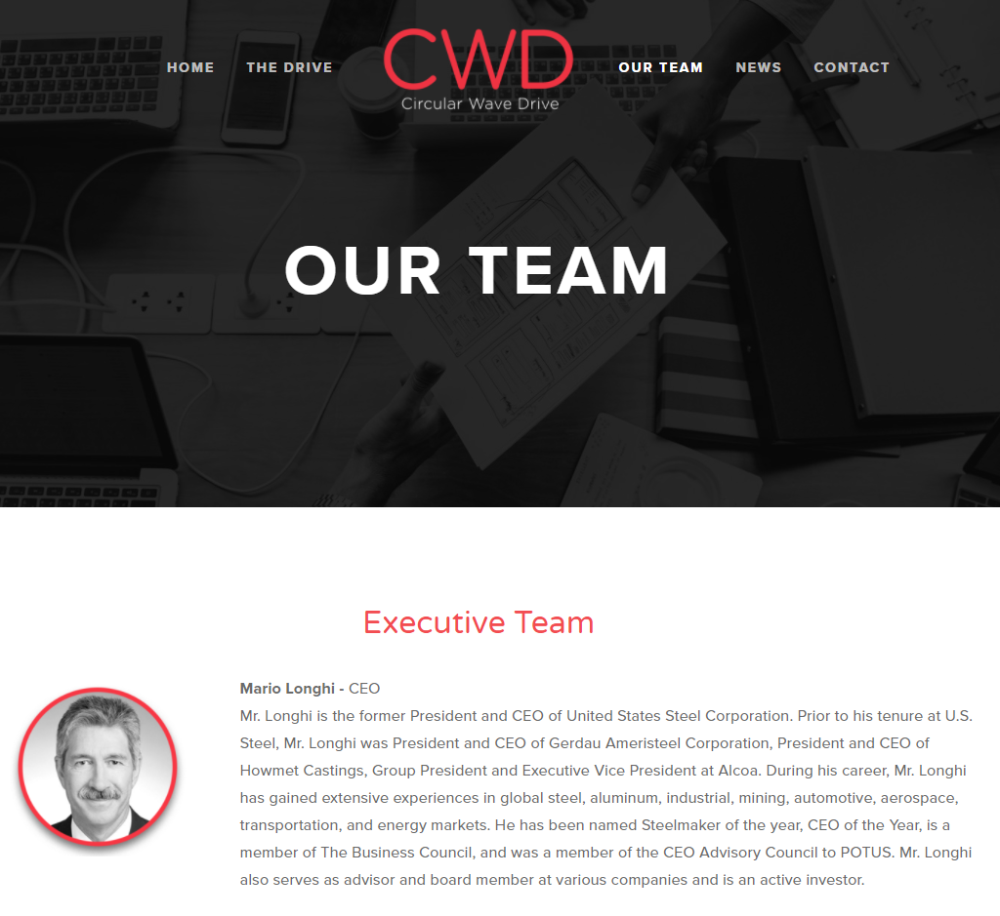 HOME THE DRIVE CWD OUR TEAM NEWS CONTACT
Circular Wave Drive
OUR TEAM
Executive Team
Mario Longhi - CEO
Mr. Longhi is the former President and CEO of United States Steel Corporation. Prior to his tenure at U.S.
Steel, Mr. Longhi was President and CEO of Gerdau Ameristeel Corporation, President and CEO of
Howmet Castings, Group President and Executive Vice President at Alcoa. During his career, Mr. Longhi
has gained extensive experiences in global steel, aluminum, industrial, mining, automotive, aerospace,
transportation, and energy markets. He has been named Steelmaker of the year, CEO of the Year, is a
member of The Business Council, and was a member of the CEO Advisory Council to POTUS. Mr. Longhi
also serves as advisor and board member at various companies and is an active investor.